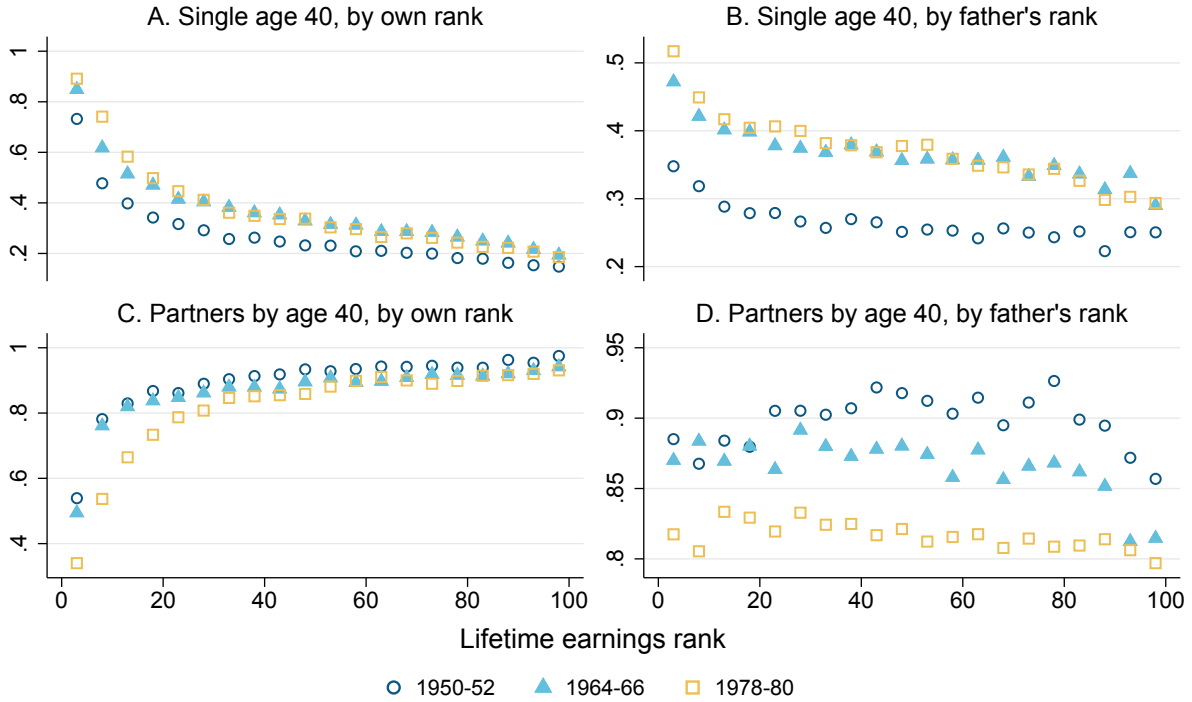 A. Single age 40, by own rank
1
.8
.6
.4
.2
B. Single age 40, by father's rank
.5
.4
.3
.2
C. Partners by age 40, by own rank
1
.8
.6
.4
0 20 40 60 80 100
D. Partners by age 40, by father's rank
.95
.9
.85
.8
0 20 40 60 80 100
Lifetime earnings rank
1950-52 1964-66 1978-80